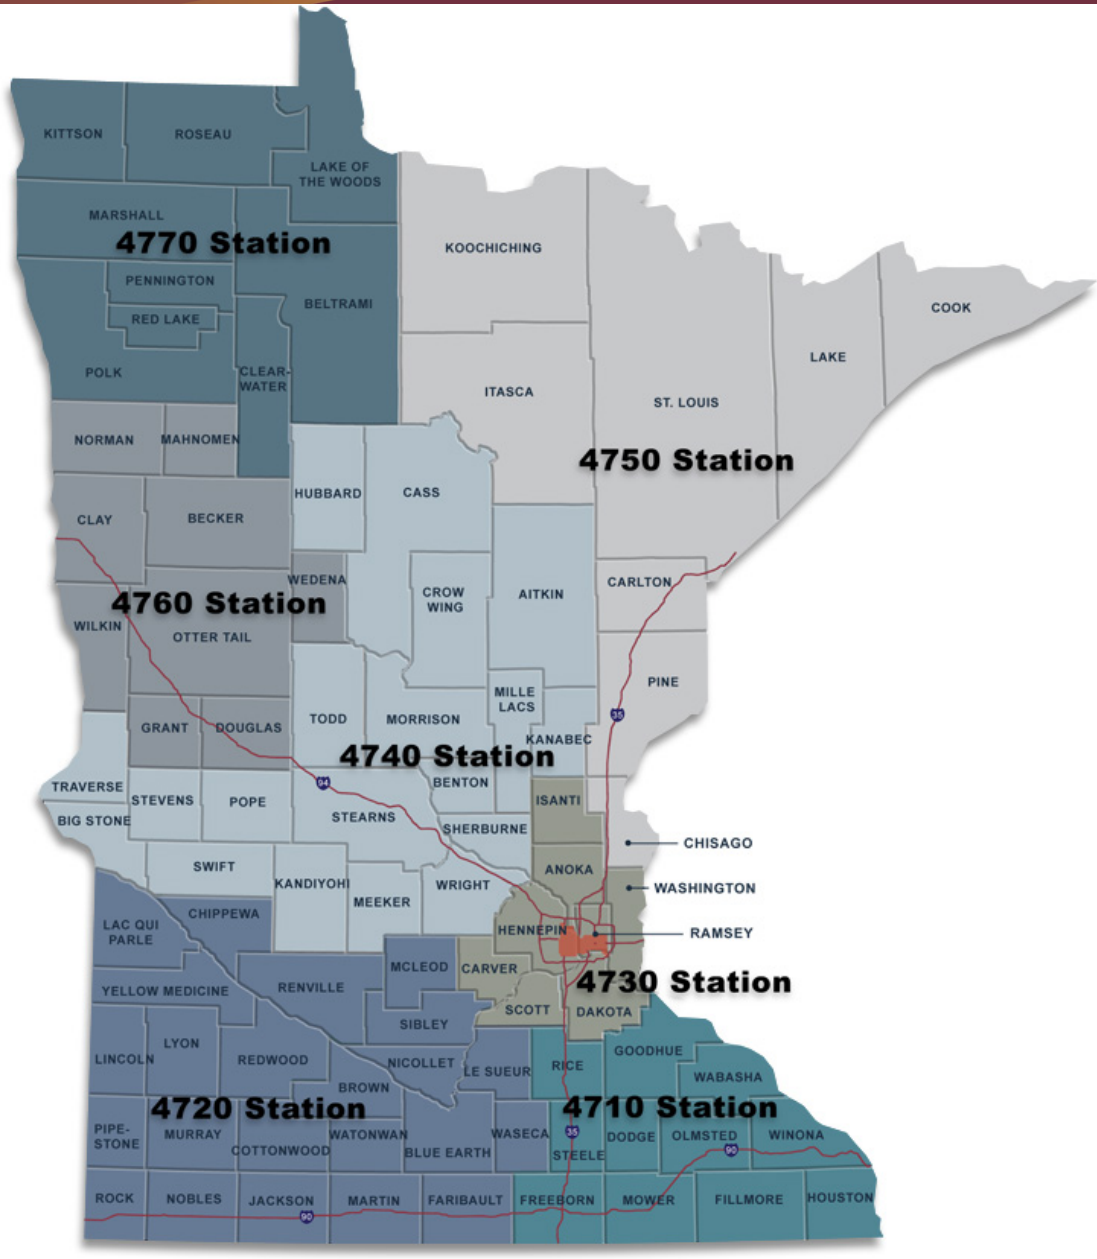 KITTSON
ROSEAU
LAKE OF
THE WOODS
MARSHALL
4770 Station
KOOCHICHING
PENNINGTON
BELTRAMI
RED LAKE
COOK
LAKE
POLK
CLEAR-
WATER
ITASCA
ST. LOUIS
NORMAN
MAHNOMEN
4750 Station
HUBBARD
CASS
CLAY
BECKER
WEDENA
CARLTON
CROW
WING
AITKIN
4760 Station
WILKIN
OTTER TAIL
PINE
MILLE
LACS
35
TODD
MORRISON
GRANT
DOUGLAS
KANABEC
4740 Station
94
BENTON
TRAVERSE
STEVENS
POPE
ISANTI
BIG STONE
STEARNS
SHERBURNE
CHISAGO
SWIFT
ANOKA
KANDIYOHI
WRIGHT
WASHINGTON
MEEKER
CHIPPEWA
LAC QUI
PARLE
HENNEPIN
RAMSEY
MCLEOD
CARVER
4730 Station
YELLOW MEDICINE
RENVILLE
SCOTT
DAKOTA
SIBLEY
LYON
LINCOLN
REDWOOD
NICOLLET
LE SUEUR
RICE
GOODHUE
WABASHA
BROWN
4720 Station
4710 Station
PIPE-
STONE
MURRAY
COTTONWOOD
WATONWAN
BLUE EARTH
WASECA
35
STEELE
DODGE
OLMSTED
90
WINONA
ROCK
NOBLES
JACKSON
90
MARTIN
FARIBAULT
FREEBORN
MOWER
FILLMORE
HOUSTON